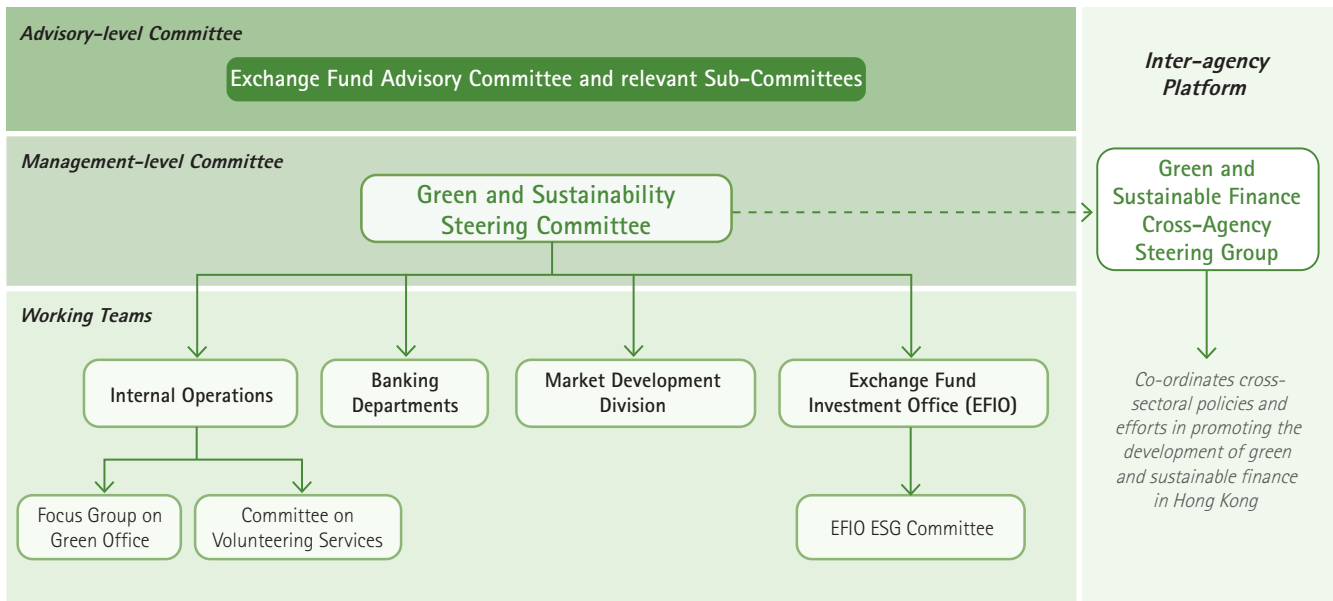 Advisory-level Committee
Exchange Fund Advisory Committee and relevant Sub-Committees
Management-level Committee
Green and Sustainability
Steering Committee
Working Teams
Internal Operations
Banking
Departments
Market Development
Division
Exchange Fund
Investment Office (EFIO)
Focus Group on
Green Office
Committee on
Volunteering Services
EFIO ESG Committee
Inter-agency
Platform
Green and
Sustainable Finance
Cross-Agency
Steering Group
Co-ordinates cross-
sectoral policies and
efforts in promoting the
development of green
and sustainable finance
in Hong Kong